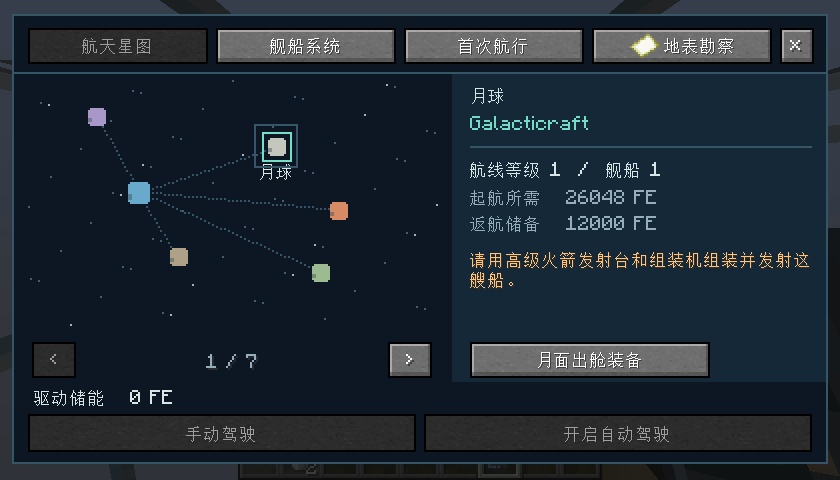 航天星图 舰船系统 首次航行 地表勘察 ×
月球
Galacticraft
月球
航线等级 1 / 舰船 1
起航所需 26048 FE
返航储备 12000 FE
请用高级火箭发射台和组装机组装并发射这
艘船。
< 1 / 7 > 月面出舱装备
驱动储能 0 FE
手动驾驶 开启自动驾驶
2